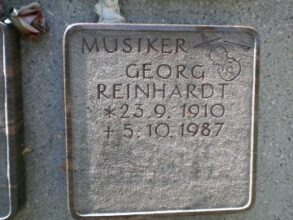 MUSIKER
GEORG
REINHARDT
* 23. 9. 1910
+ 5. 10. 1987